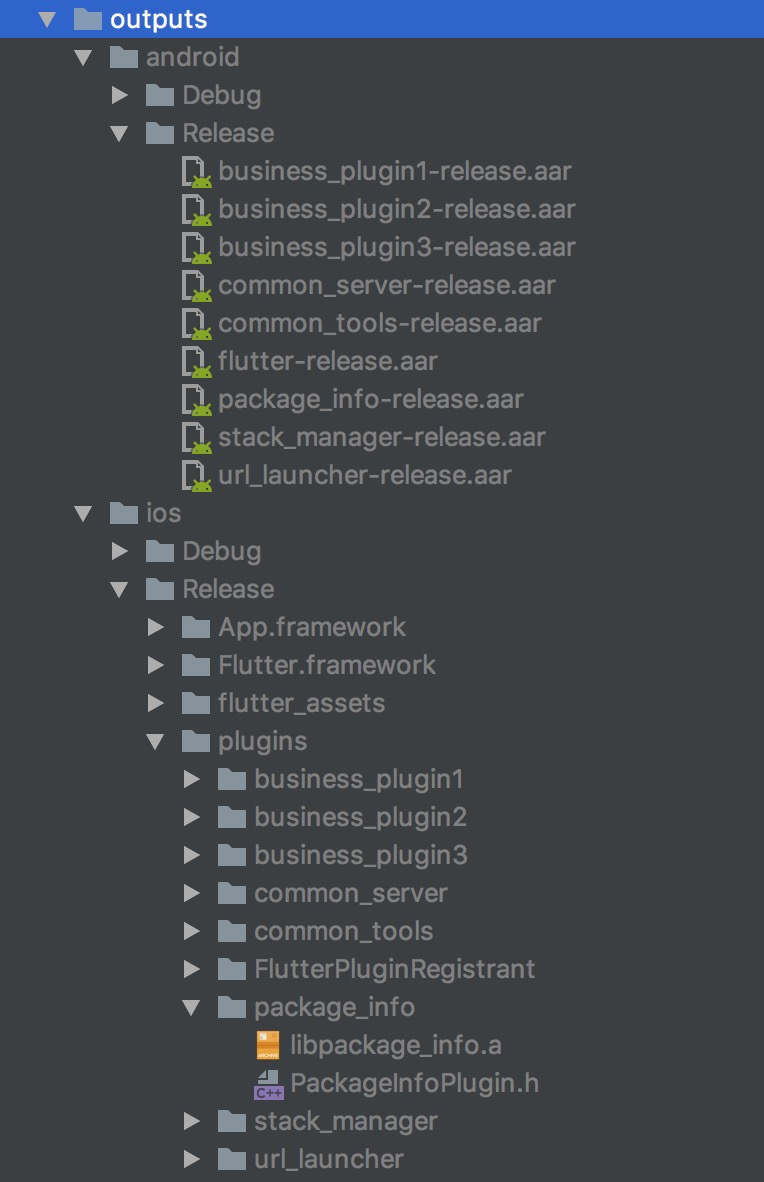 outputs
android
Debug
Release
business_plugin1-release.aar
business_plugin2-release.aar
business_plugin3-release.aar
common_server-release.aar
common_tools-release.aar
flutter-release.aar
package_info-release.aar
stack_manager-release.aar
url_launcher-release.aar
ios
Debug
Release
App.framework
Flutter.framework
flutter_assets
plugins
business_plugin1
business_plugin2
business_plugin3
common_server
common_tools
FlutterPluginRegistrant
package_info
ARCHIVE libpackage_info.a
C++ PackageInfoPlugin.h
stack_manager
url_launcher